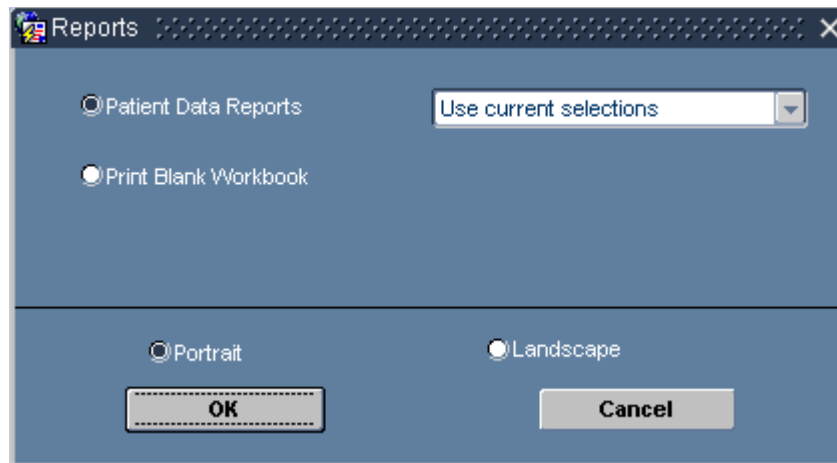 Reports
Patient Data Reports
Use current selections
Print Blank Workbook
Portrait
Landscape
OK
Cancel